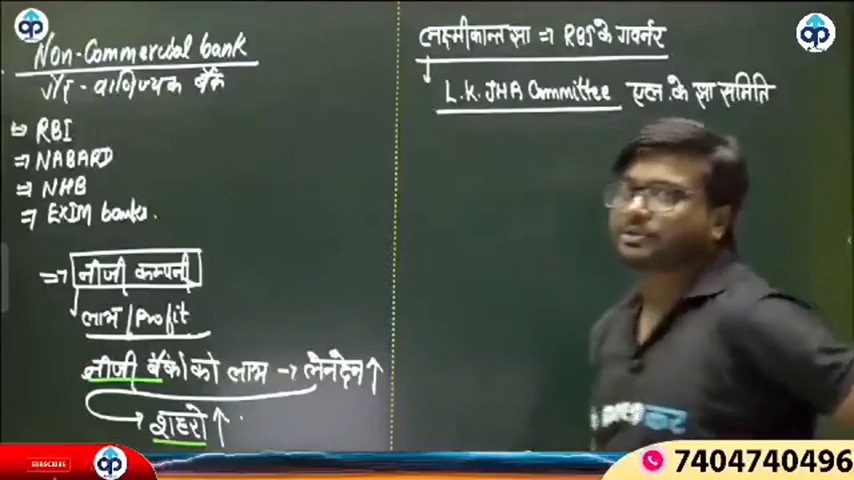 Non-Commercial bank
गैर-वाणिज्यक बैंक
=> RBI
=> NABARD
=> NHB
=> EXIM banks.
=> नीजी कम्पनी
लाभ/Profit
नीजी बैंको को लाभ → लेनदेन ↑
शहरो ↑
लक्ष्मीकान्त झा => RBI के गवर्नर
L.K. JHA Committee एल. के झा समिति
SUBSCRIBE
7404740496